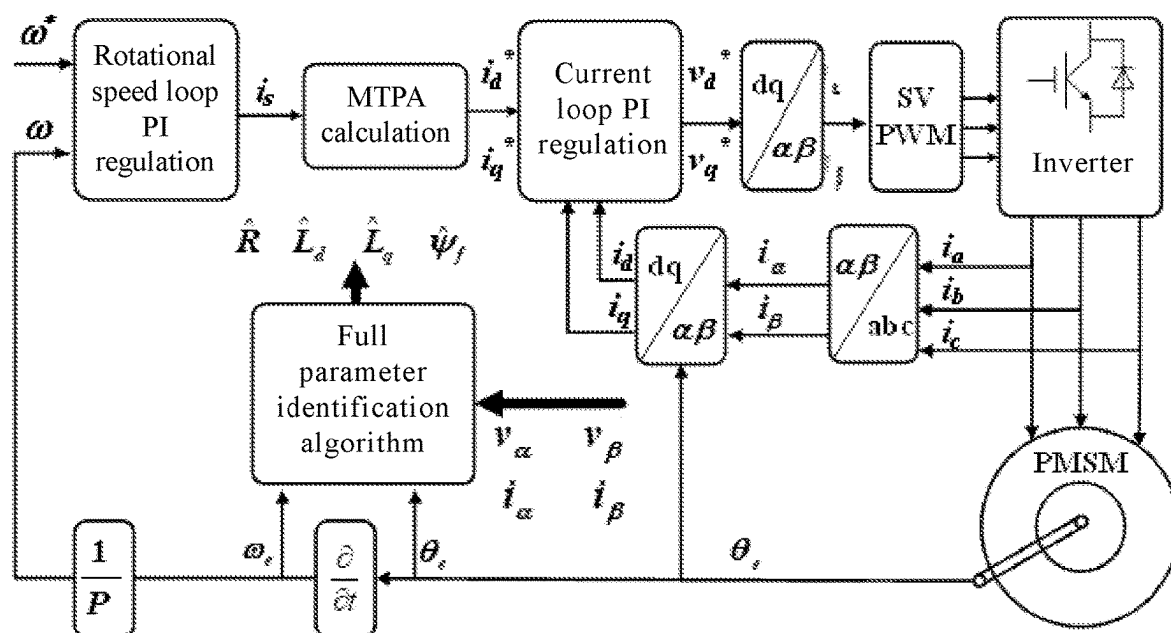 ω*
Rotational
speed loop
PI
regulation
ω
i_s
MTPA
calculation
i_d*
i_q*
Current
loop PI
regulation
v_d*
v_q*
dq
αβ
SV
PWM
Inverter
R̂ L̂_d L̂_q ψ̂_f
i_d
i_q
dq
αβ
i_α
i_β
αβ
abc
i_a
i_b
i_c
Full
parameter
identification
algorithm
v_α v_β
i_α i_β
PMSM
1
P
ϖ_e
∂
∂t
θ_e
θ_e